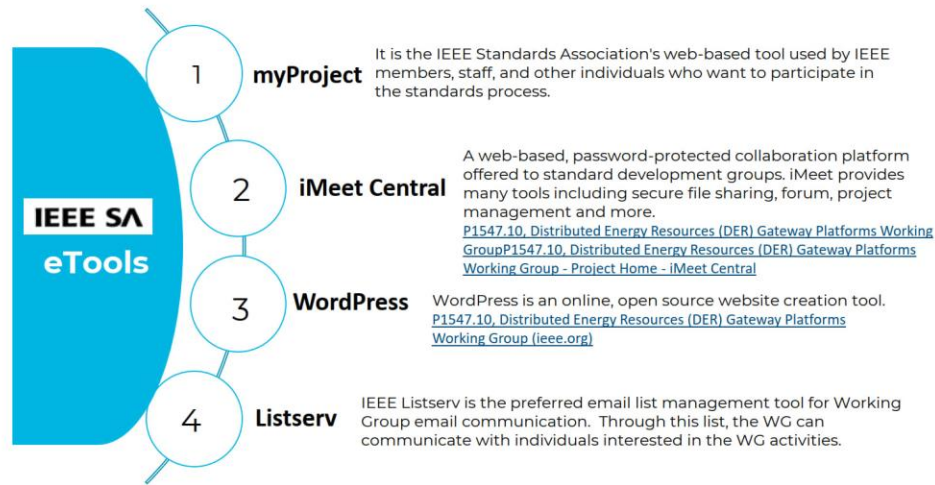 IEEE SA
eTools
1
myProject
It is the IEEE Standards Association's web-based tool used by IEEE
members, staff, and other individuals who want to participate in
the standards process.
2
iMeet Central
A web-based, password-protected collaboration platform
offered to standard development groups. iMeet provides
many tools including secure file sharing, forum, project
management and more.
P1547.10, Distributed Energy Resources (DER) Gateway Platforms Working
GroupP1547.10, Distributed Energy Resources (DER) Gateway Platforms
Working Group - Project Home - iMeet Central
3
WordPress
WordPress is an online, open source website creation tool.
P1547.10, Distributed Energy Resources (DER) Gateway Platforms
Working Group (ieee.org)
4
Listserv
IEEE Listserv is the preferred email list management tool for Working
Group email communication.  Through this list, the WG can
communicate with individuals interested in the WG activities.